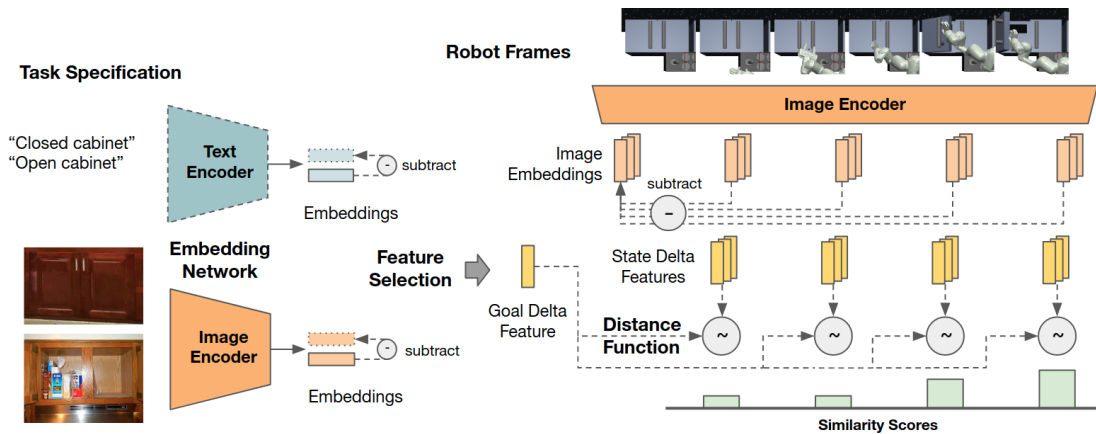 Task Specification
“Closed cabinet”
“Open cabinet”
Text
Encoder
-
subtract
Embeddings
Embedding
Network
Image
Encoder
-
subtract
Embeddings
Feature
Selection
Goal Delta
Feature
Robot Frames
Image Encoder
Image
Embeddings
subtract
-
State Delta
Features
Distance
Function
~
~
~
~
Similarity Scores